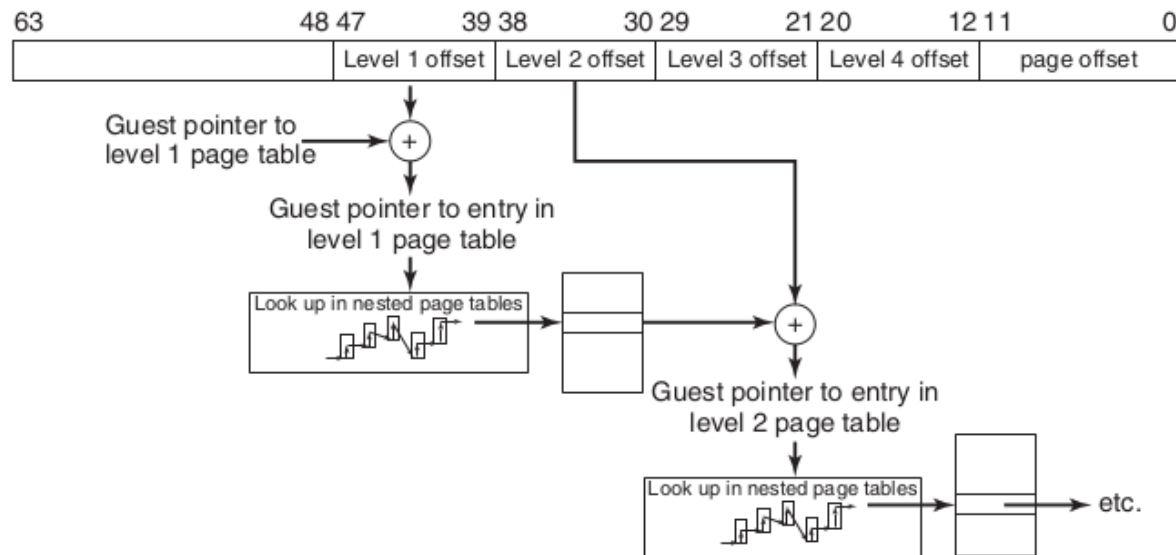 63 48 47 39 38 30 29 21 20 12 11 0
Level 1 offset Level 2 offset Level 3 offset Level 4 offset page offset
Guest pointer to
level 1 page table
+
Guest pointer to entry in
level 1 page table
Look up in nested page tables
+
Guest pointer to entry in
level 2 page table
Look up in nested page tables
etc.